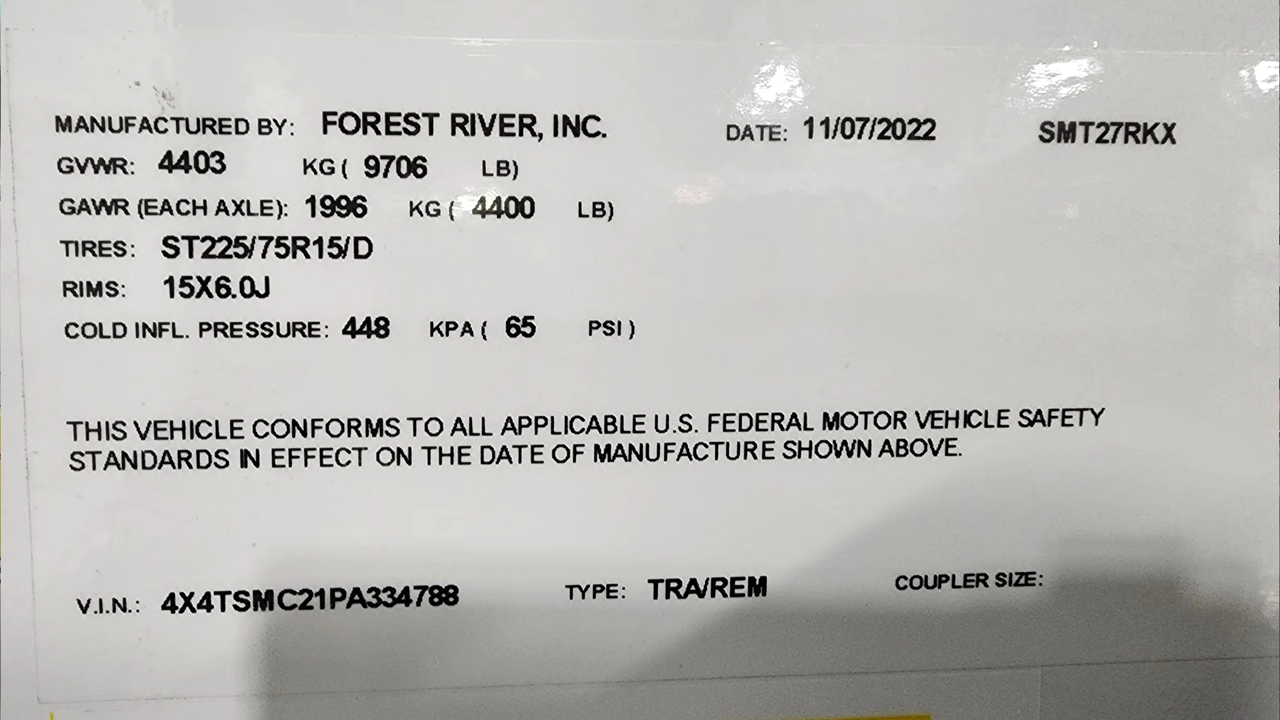 MANUFACTURED BY: FOREST RIVER, INC. DATE: 11/07/2022 SMT27RKX
GVWR: 4403 KG ( 9706 LB)
GAWR (EACH AXLE): 1996 KG ( 4400 LB)
TIRES: ST225/75R15/D
RIMS: 15X6.0J
COLD INFL. PRESSURE: 448 KPA ( 65 PSI )
THIS VEHICLE CONFORMS TO ALL APPLICABLE U.S. FEDERAL MOTOR VEHICLE SAFETY
STANDARDS IN EFFECT ON THE DATE OF MANUFACTURE SHOWN ABOVE.
V.I.N.: 4X4TSMC21PA334788 TYPE: TRA/REM COUPLER SIZE: